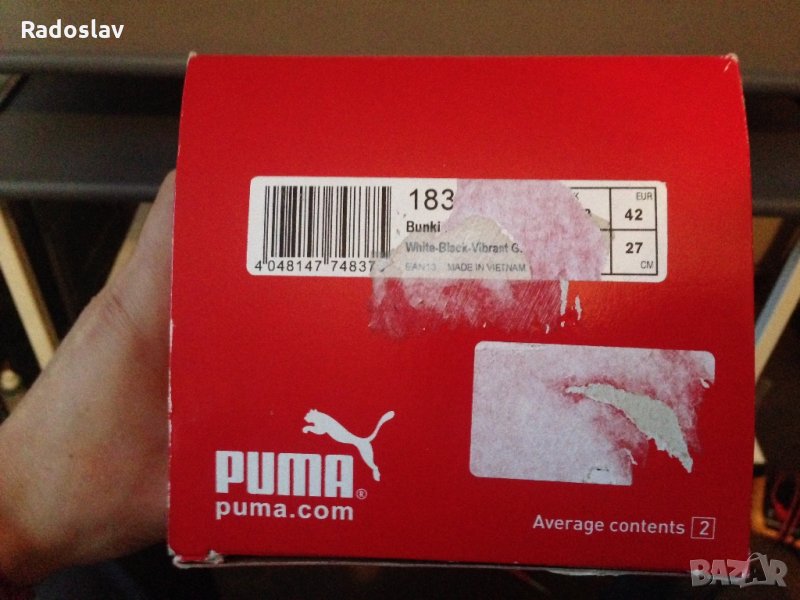 Radoslav
183
Bunki
White-Black-Vibrant G.
EAN13 MADE IN VIETNAM
4 048147 74837
EUR
42
27
CM
PUMA®
puma.com
Average contents 2
BAZAR